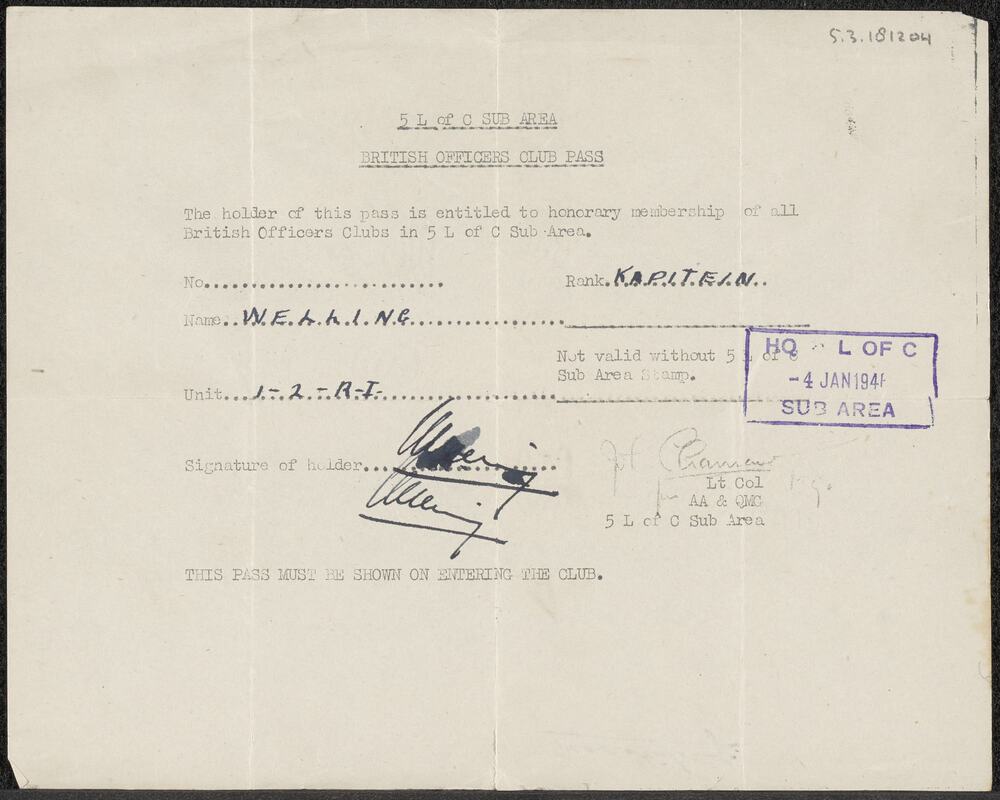 5.3.181204
5 L of C SUB AREA
BRITISH OFFICERS CLUB PASS
The holder of this pass is entitled to honorary membership of all
British Officers Clubs in 5 L of C Sub Area.
No........................ Rank.KAPITEIN..
Name..WELLING................
Not valid without 5 L of C
Sub Area Stamp.
HQ L OF C
-4 JAN 194
SUB AREA
Unit....1-2-R-I......................
Signature of holder........................
Lt Col
for AA & QMG
5 L of C Sub Area
THIS PASS MUST BE SHOWN ON ENTERING THE CLUB.